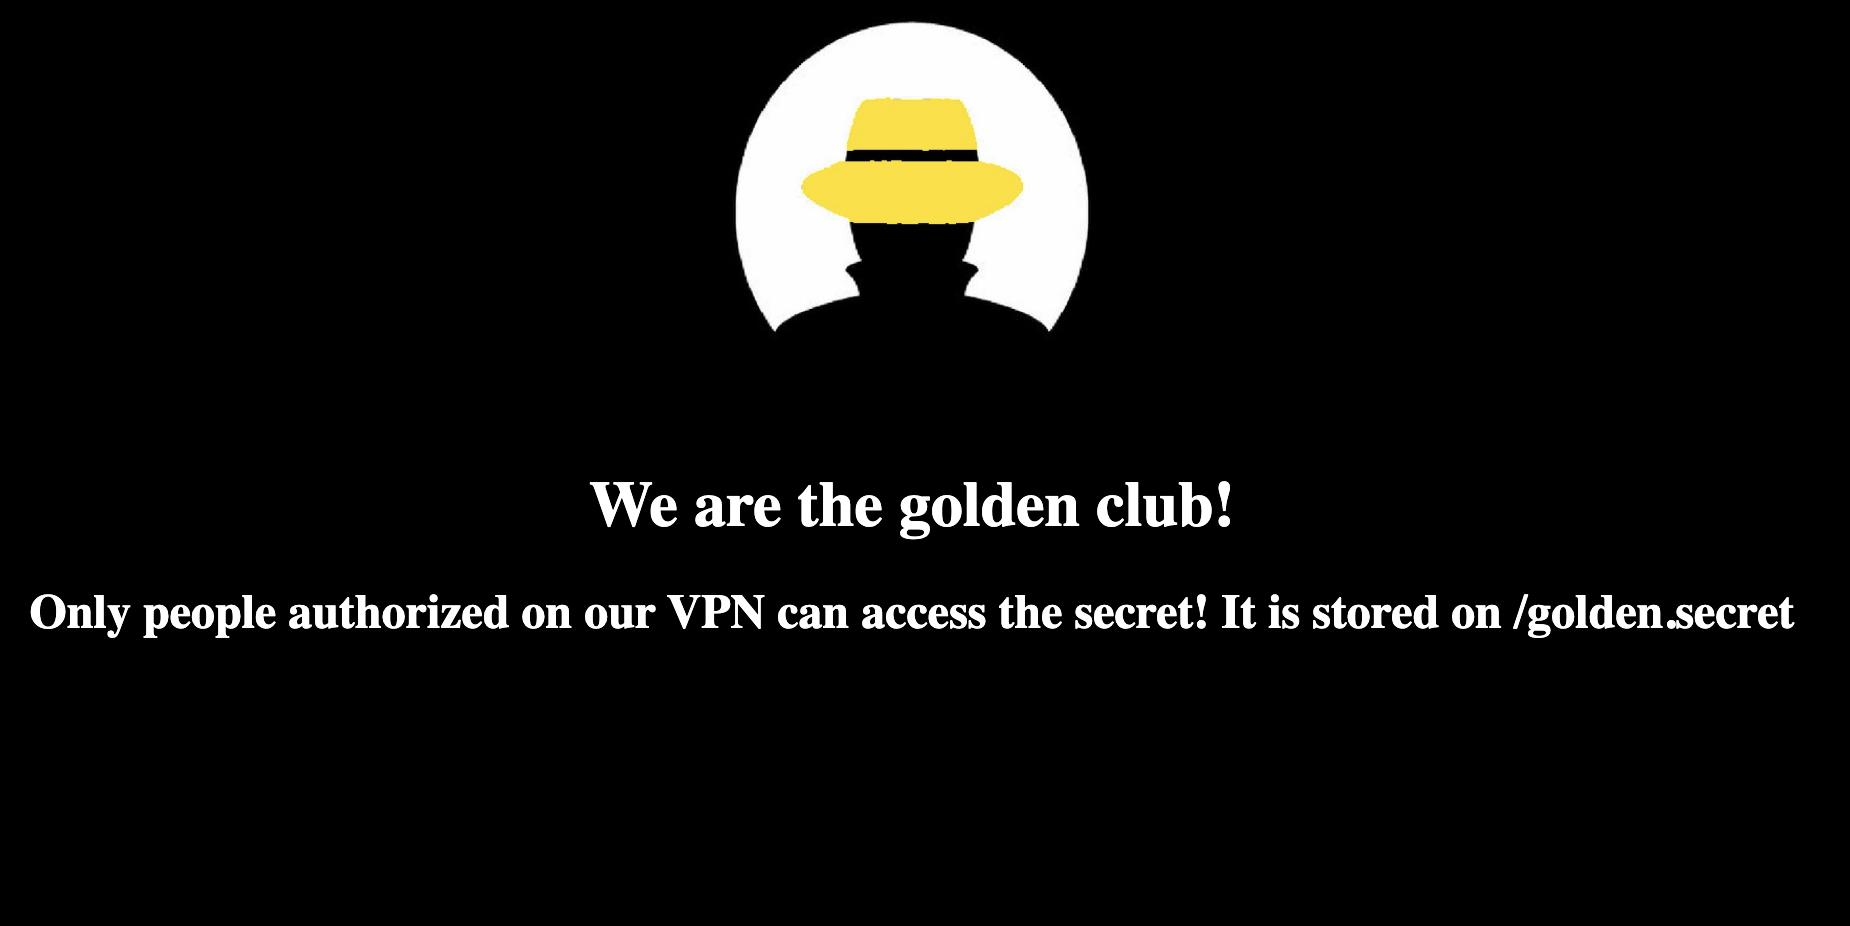 We are the golden club!
Only people authorized on our VPN can access the secret! It is stored on /golden.secret